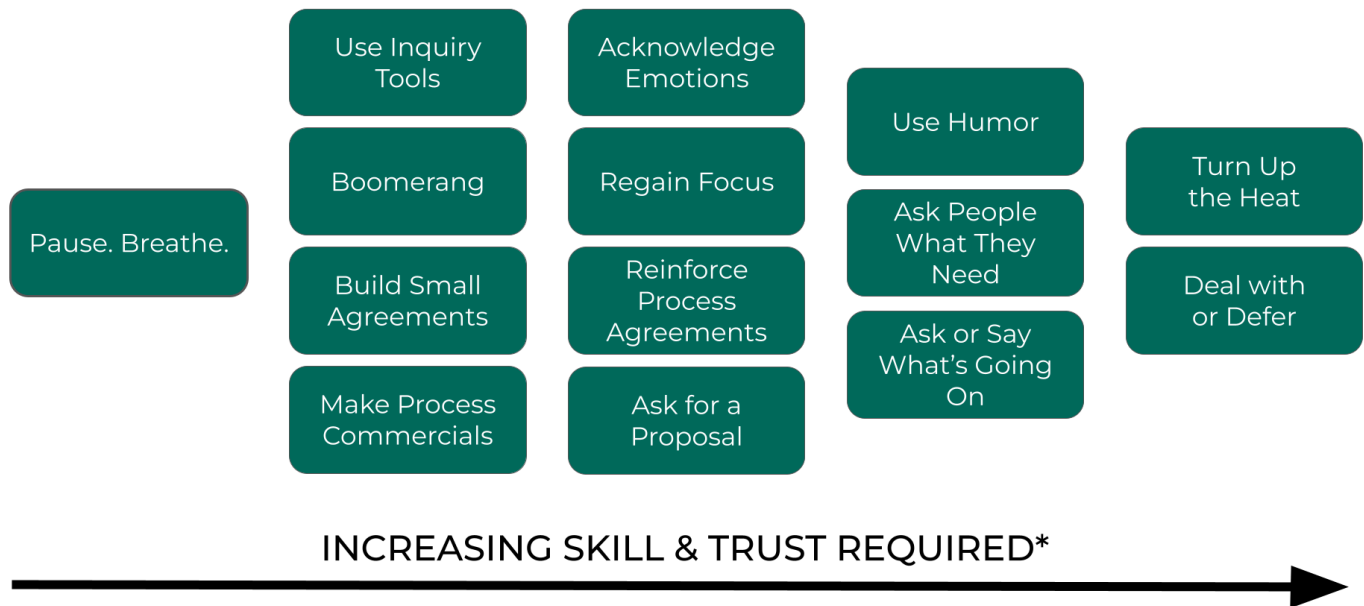 Pause. Breathe.
Use Inquiry
Tools
Boomerang
Build Small
Agreements
Make Process
Commercials
Acknowledge
Emotions
Regain Focus
Reinforce
Process
Agreements
Ask for a
Proposal
Use Humor
Ask People
What They
Need
Ask or Say
What’s Going
On
Turn Up
the Heat
Deal with
or Defer
INCREASING SKILL & TRUST REQUIRED*